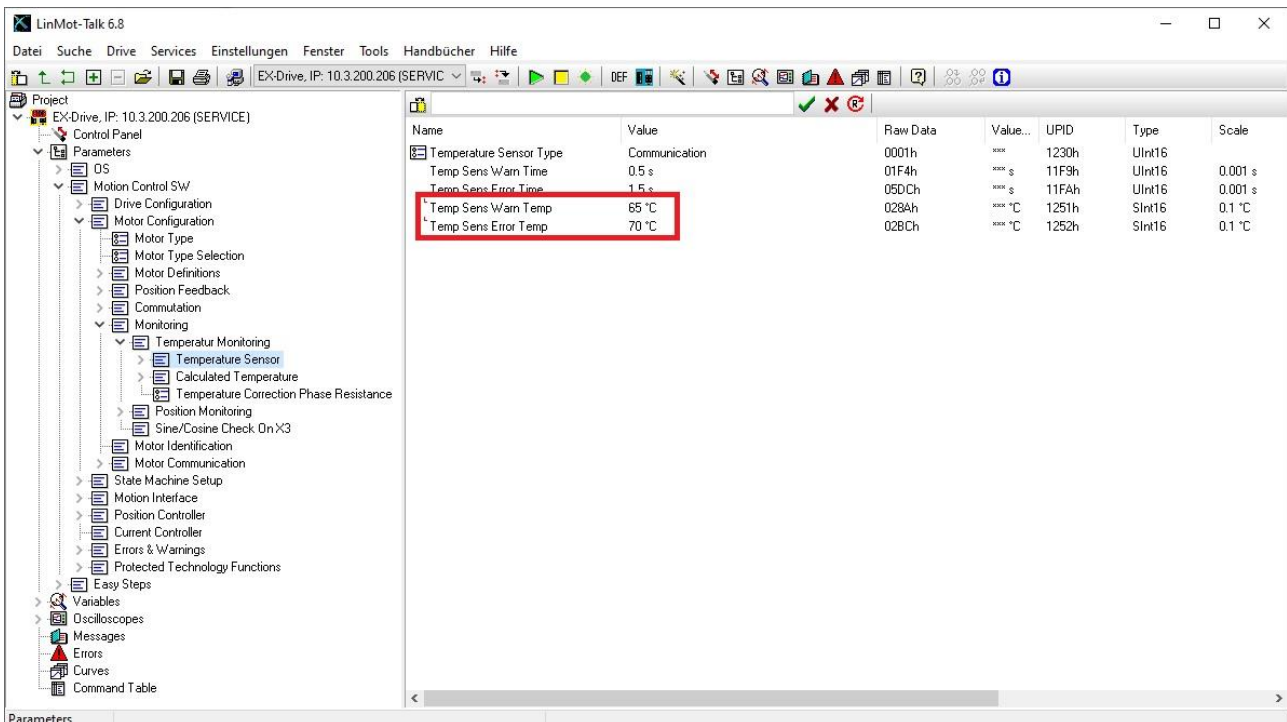 LinMot-Talk 6.8
Datei Suche Drive Services Einstellungen Fenster Tools Handbücher Hilfe
EX-Drive, IP: 10.3.200.206 (SERVIC
DEF
Project
EX-Drive, IP: 10.3.200.206 (SERVICE)
Control Panel
Parameters
OS
Motion Control SW
Drive Configuration
Motor Configuration
Motor Type
Motor Type Selection
Motor Definitions
Position Feedback
Commutation
Monitoring
Temperatur Monitoring
Temperature Sensor
Calculated Temperature
Temperature Correction Phase Resistance
Position Monitoring
Sine/Cosine Check On X3
Motor Identification
Motor Communication
State Machine Setup
Motion Interface
Position Controller
Current Controller
Errors & Warnings
Protected Technology Functions
Easy Steps
Variables
Oscilloscopes
Messages
Errors
Curves
Command Table
Name Value Raw Data Value... UPID Type Scale
Temperature Sensor Type Communication 0001h *** 1230h UInt16
Temp Sens Warn Time 0.5 s 01F4h *** s 11F9h UInt16 0.001 s
Temp Sens Error Time 1.5 s 05DCh *** s 11FAh UInt16 0.001 s
Temp Sens Warn Temp 65 °C 028Ah *** °C 1251h SInt16 0.1 °C
Temp Sens Error Temp 70 °C 02BCh *** °C 1252h SInt16 0.1 °C
Parameters